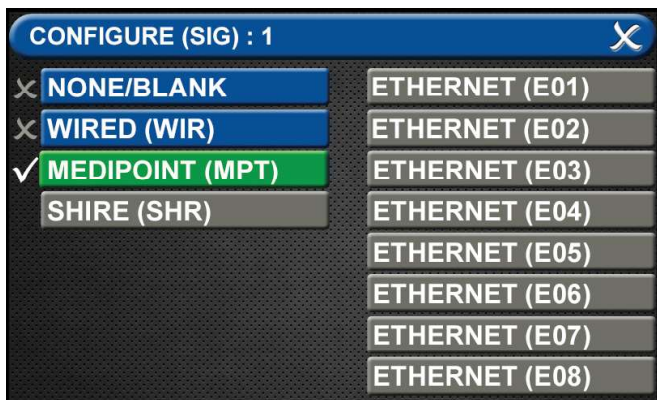 CONFIGURE (SIG) : 1
NONE/BLANK
WIRED (WIR)
MEDIPOINT (MPT)
SHIRE (SHR)
ETHERNET (E01)
ETHERNET (E02)
ETHERNET (E03)
ETHERNET (E04)
ETHERNET (E05)
ETHERNET (E06)
ETHERNET (E07)
ETHERNET (E08)